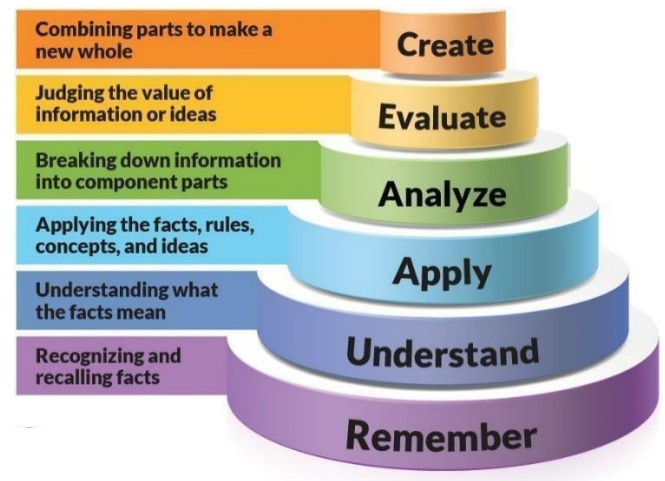 Combining parts to make a
new whole
Create
Judging the value of
information or ideas
Evaluate
Breaking down information
into component parts
Analyze
Applying the facts, rules,
concepts, and ideas
Apply
Understanding what
the facts mean
Understand
Recognizing and
recalling facts
Remember